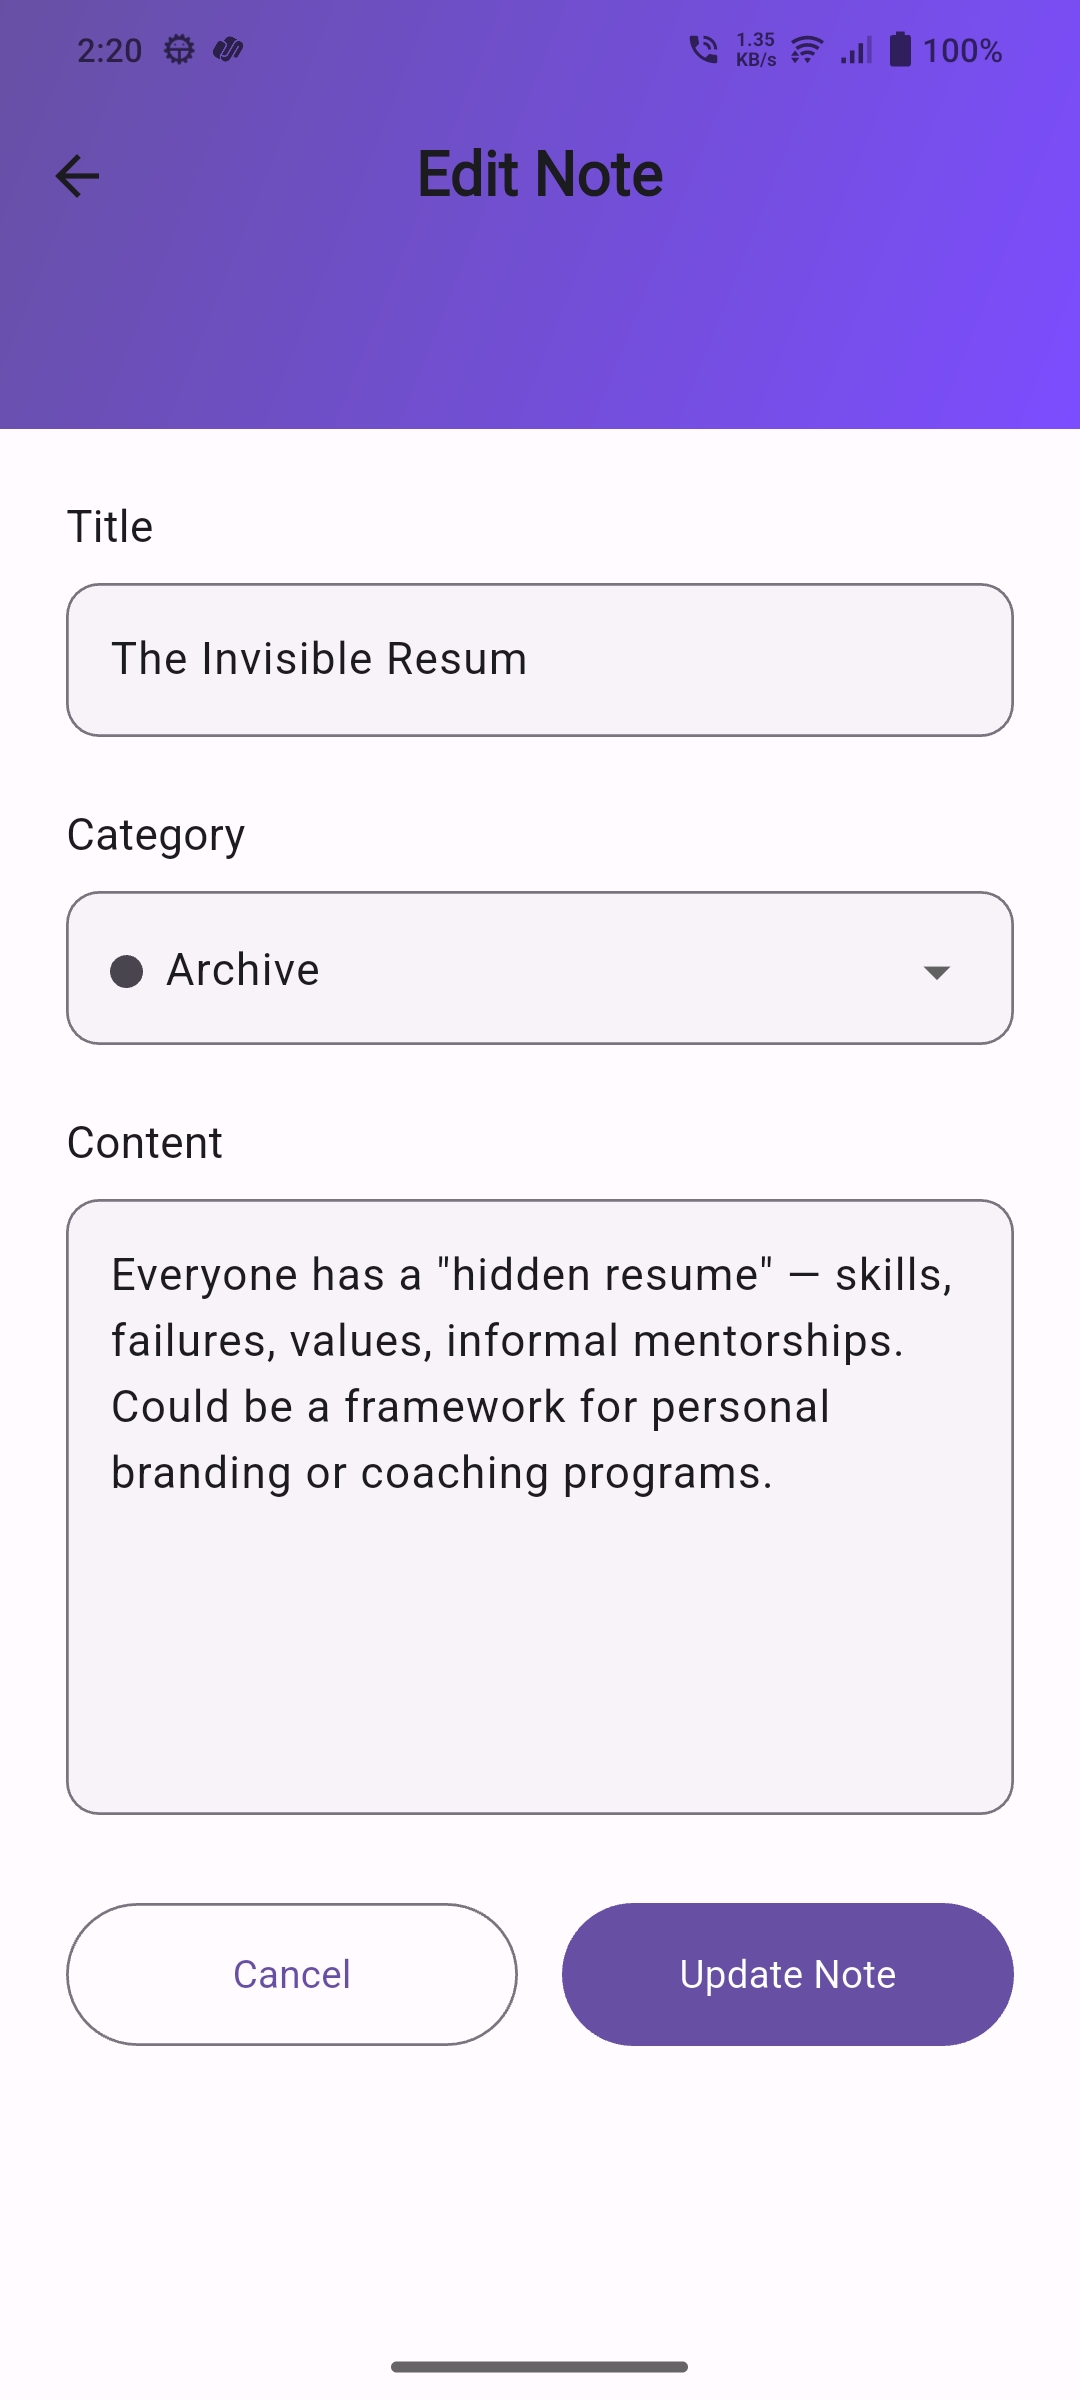 2:20
1.35
KB/s
100%
Edit Note
Title
The Invisible Resum
Category
Archive
Content
Everyone has a "hidden resume" — skills,
failures, values, informal mentorships.
Could be a framework for personal
branding or coaching programs.
Cancel
Update Note